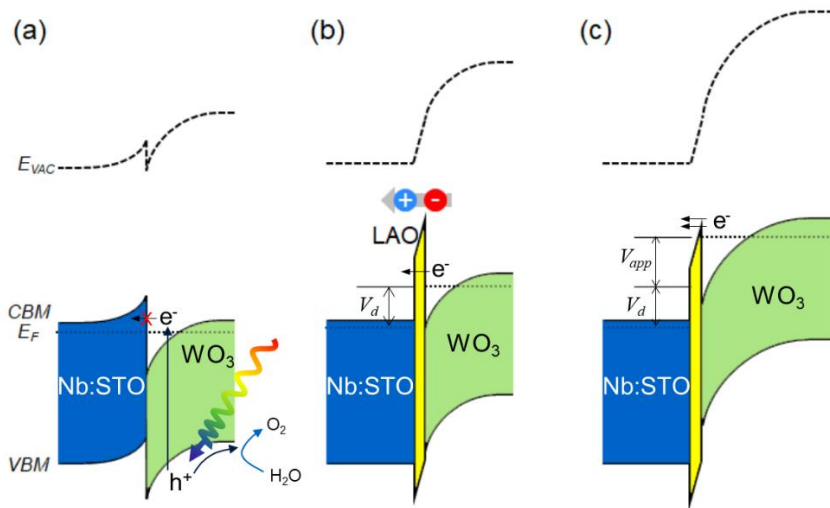 (a)
(b)
(c)
E_VAC
+ −
LAO
e-
e-
V_app
CBM
e-
V_d
V_d
E_F
WO3
WO3
WO3
Nb:STO
Nb:STO
Nb:STO
O2
VBM
h+
H2O